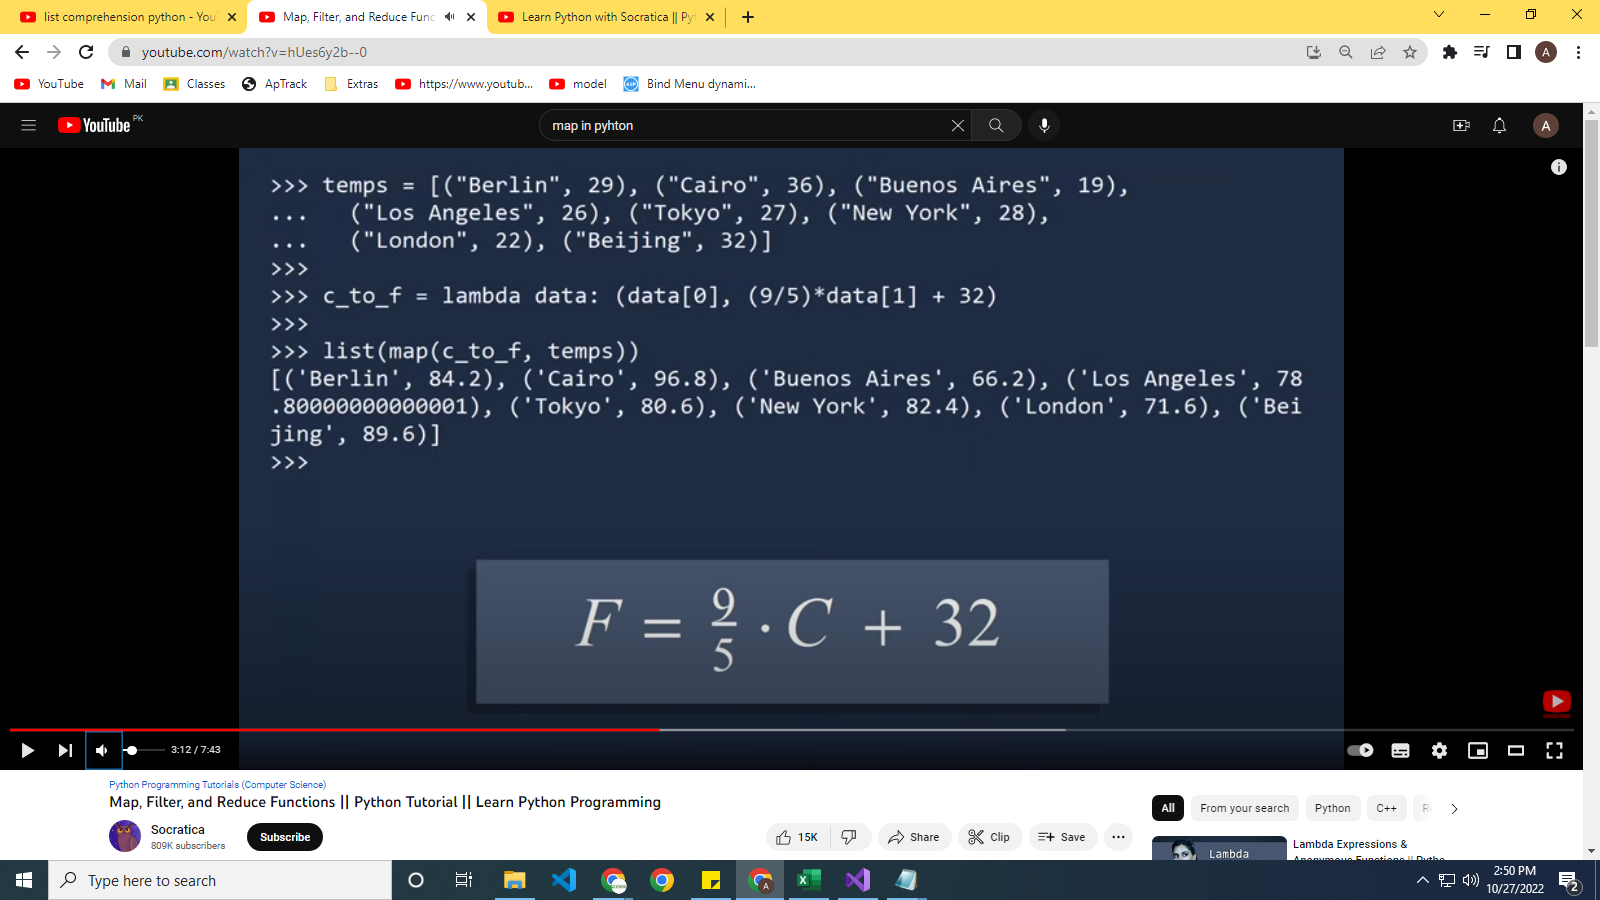 list comprehension python - You
Map, Filter, and Reduce Func
Learn Python with Socratica || Pyt
youtube.com/watch?v=hUes6y2b--0
A
YouTube
Mail
Classes
ApTrack
Extras
https://www.youtub...
model
Bind Menu dynami...
YouTube PK
map in pyhton
A
>>> temps = [("Berlin", 29), ("Cairo", 36), ("Buenos Aires", 19),
... ("Los Angeles", 26), ("Tokyo", 27), ("New York", 28),
... ("London", 22), ("Beijing", 32)]
>>>
>>> c_to_f = lambda data: (data[0], (9/5)*data[1] + 32)
>>>
>>> list(map(c_to_f, temps))
[('Berlin', 84.2), ('Cairo', 96.8), ('Buenos Aires', 66.2), ('Los Angeles', 78
.80000000000001), ('Tokyo', 80.6), ('New York', 82.4), ('London', 71.6), ('Bei
jing', 89.6)]
>>>
F = 9/5 · C + 32
3:12 / 7:43
Python Programming Tutorials (Computer Science)
Map, Filter, and Reduce Functions || Python Tutorial || Learn Python Programming
Socratica
809K subscribers
Subscribe
15K
Share
Clip
Save
All
From your search
Python
C++
Lambda
Lambda Expressions &
Anonymous Functions || Pytho
Type here to search
A
2:50 PM
10/27/2022
2